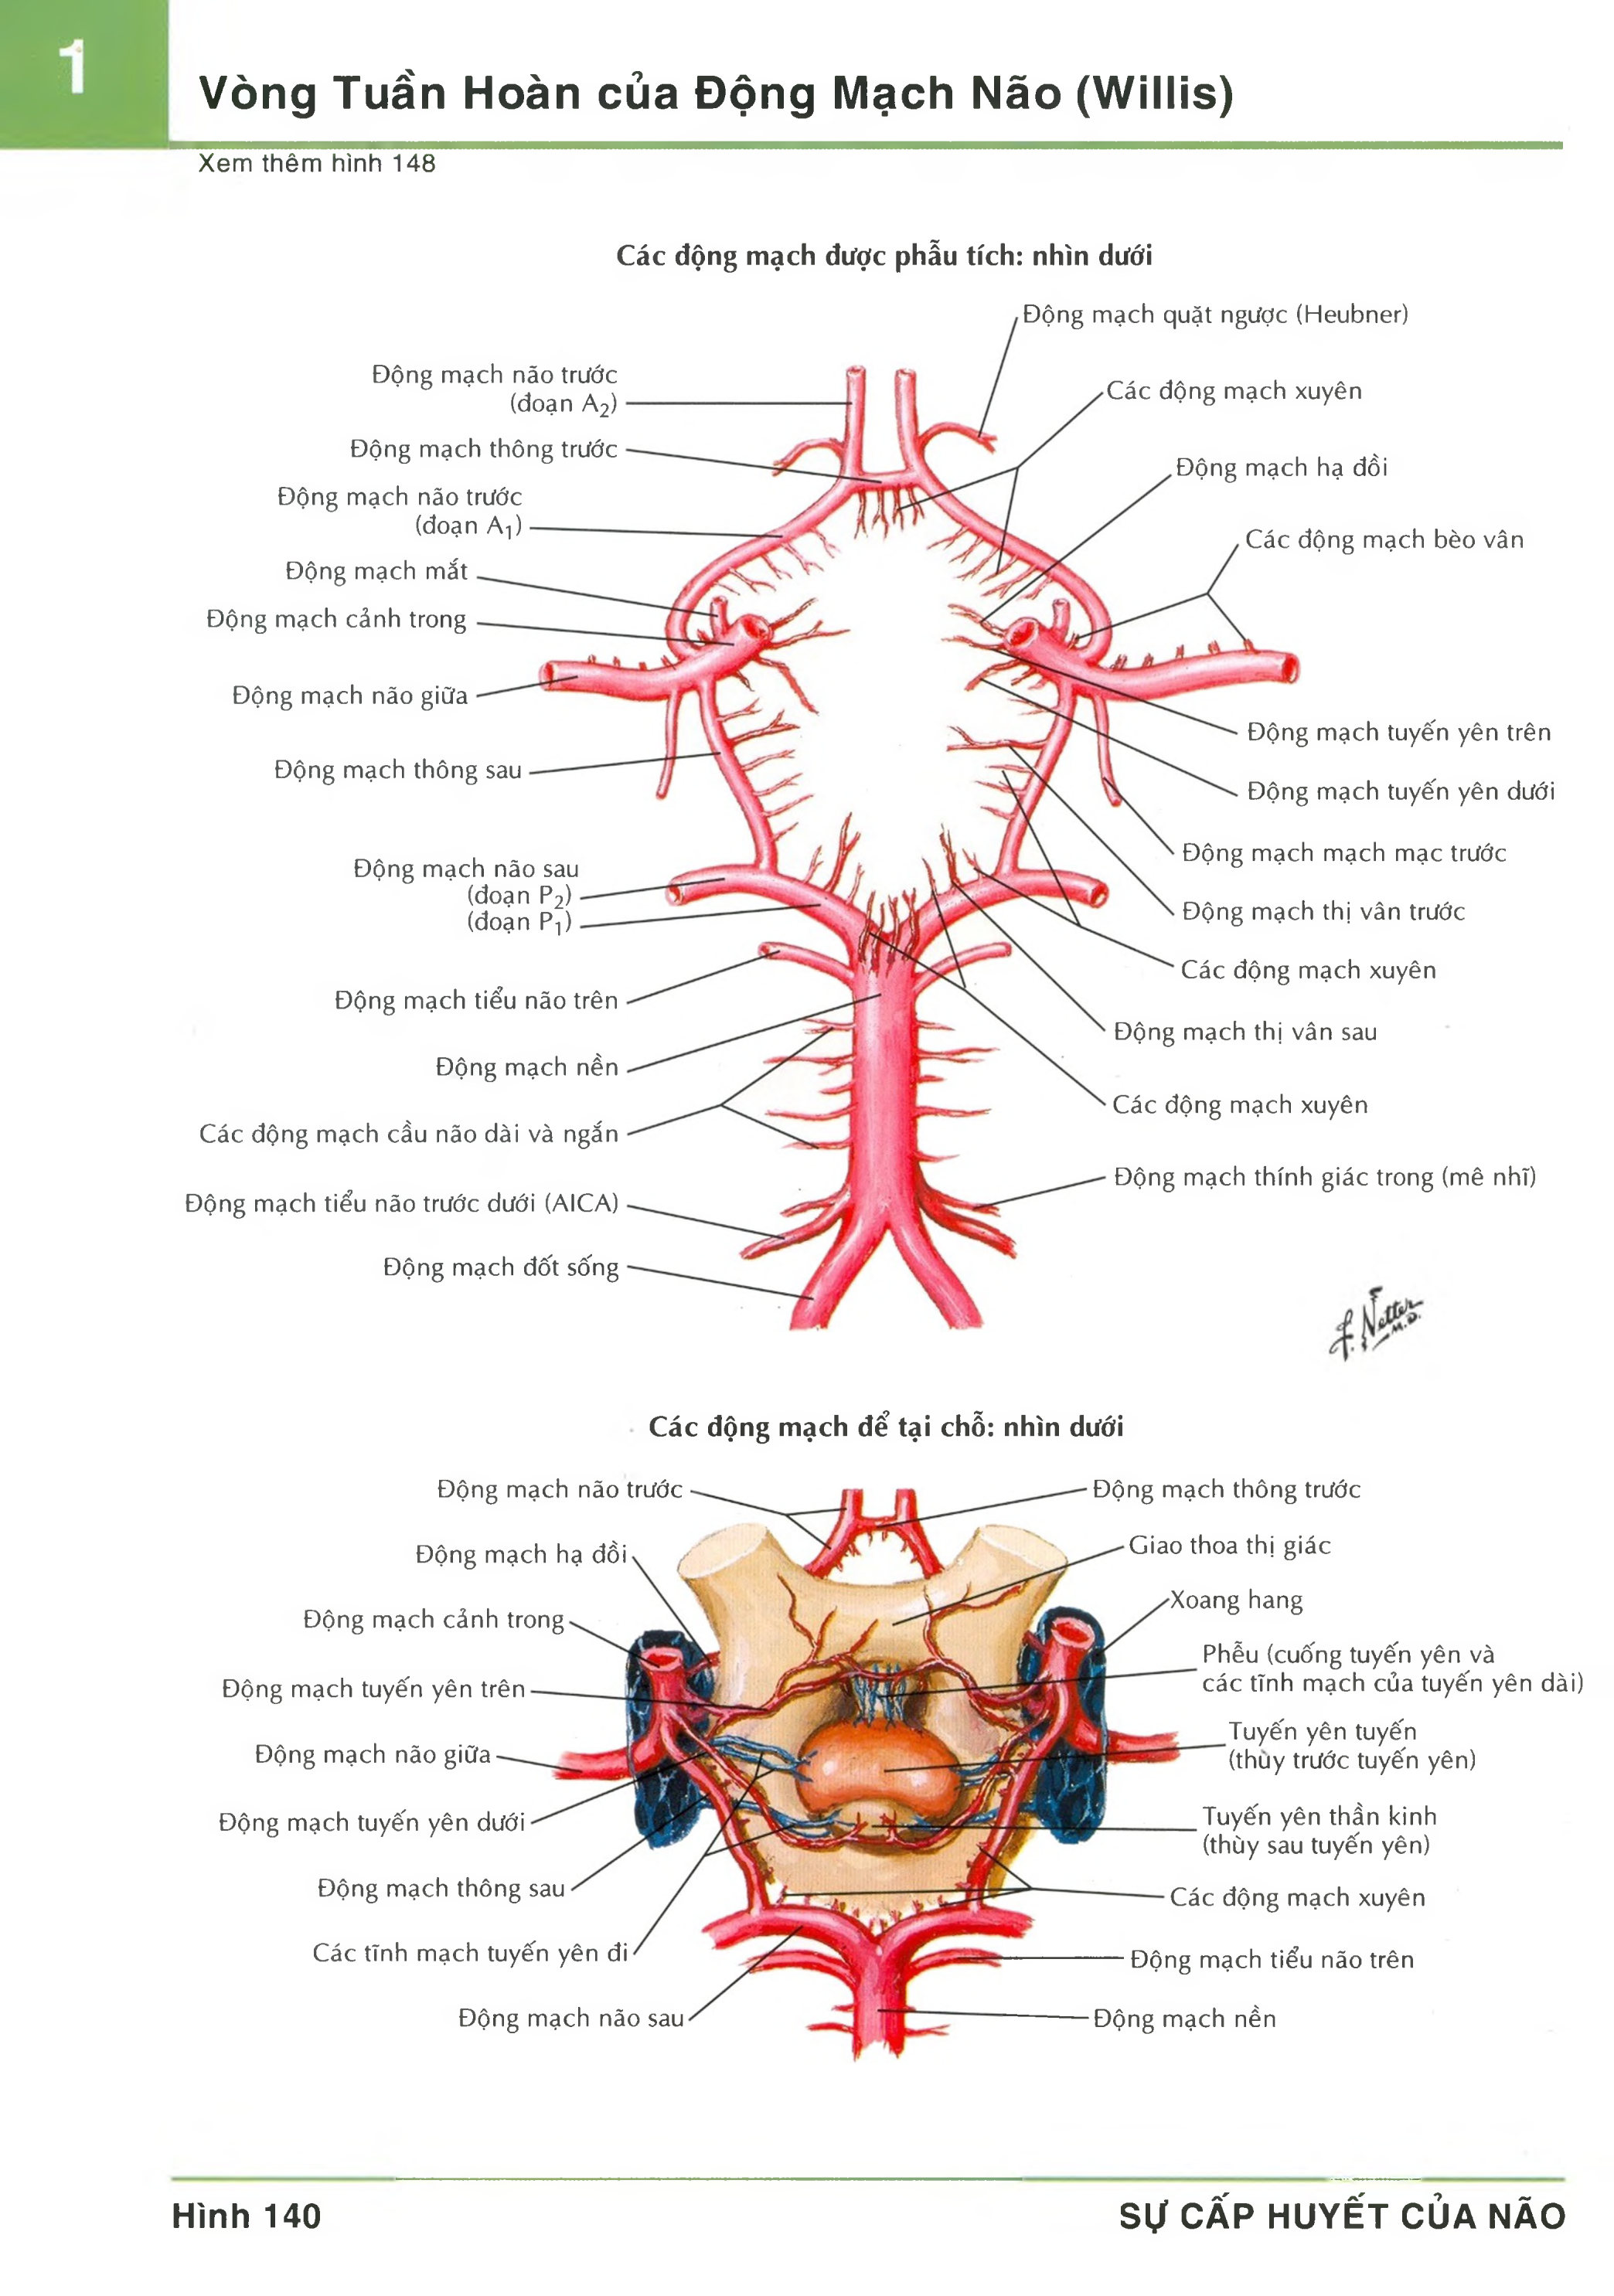 1
Vòng Tuần Hoàn của Động Mạch Não (Willis)
Xem thêm hình 148
Các động mạch được phẫu tích: nhìn dưới
Động mạch não trước
(đoạn A2)
Động mạch thông trước
Động mạch não trước
(đoạn A1)
Động mạch mắt
Động mạch cảnh trong
Động mạch não giữa
Động mạch thông sau
Động mạch não sau
(đoạn P2)
(đoạn P1)
Động mạch tiểu não trên
Động mạch nền
Các động mạch cầu não dài và ngắn
Động mạch tiểu não trước dưới (AICA)
Động mạch đốt sống
Động mạch quặt ngược (Heubner)
Các động mạch xuyên
Động mạch hạ đồi
Các động mạch bèo vân
Động mạch tuyến yên trên
Động mạch tuyến yên dưới
Động mạch mạch mạc trước
Động mạch thị vân trước
Các động mạch xuyên
Động mạch thị vân sau
Các động mạch xuyên
Động mạch thính giác trong (mê nhĩ)
F. Netter
M.D.
Các động mạch để tại chỗ: nhìn dưới
Động mạch não trước
Động mạch hạ đồi
Động mạch cảnh trong
Động mạch tuyến yên trên
Động mạch não giữa
Động mạch tuyến yên dưới
Động mạch thông sau
Các tĩnh mạch tuyến yên đi
Động mạch não sau
Động mạch thông trước
Giao thoa thị giác
Xoang hang
Phễu (cuống tuyến yên và
các tĩnh mạch của tuyến yên dài)
Tuyến yên tuyến
(thùy trước tuyến yên)
Tuyến yên thần kinh
(thùy sau tuyến yên)
Các động mạch xuyên
Động mạch tiểu não trên
Động mạch nền
Hình 140
SỰ CẤP HUYẾT CỦA NÃO